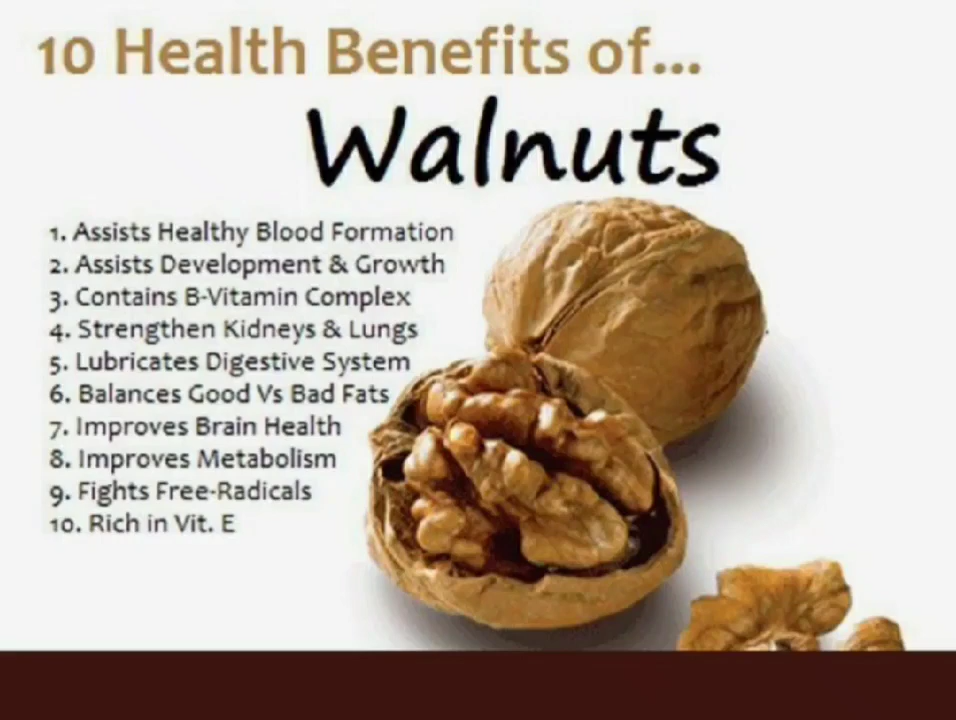 10 Health Benefits of...
Walnuts
1. Assists Healthy Blood Formation
2. Assists Development & Growth
3. Contains B-Vitamin Complex
4. Strengthen Kidneys & Lungs
5. Lubricates Digestive System
6. Balances Good Vs Bad Fats
7. Improves Brain Health
8. Improves Metabolism
9. Fights Free-Radicals
10. Rich in Vit. E